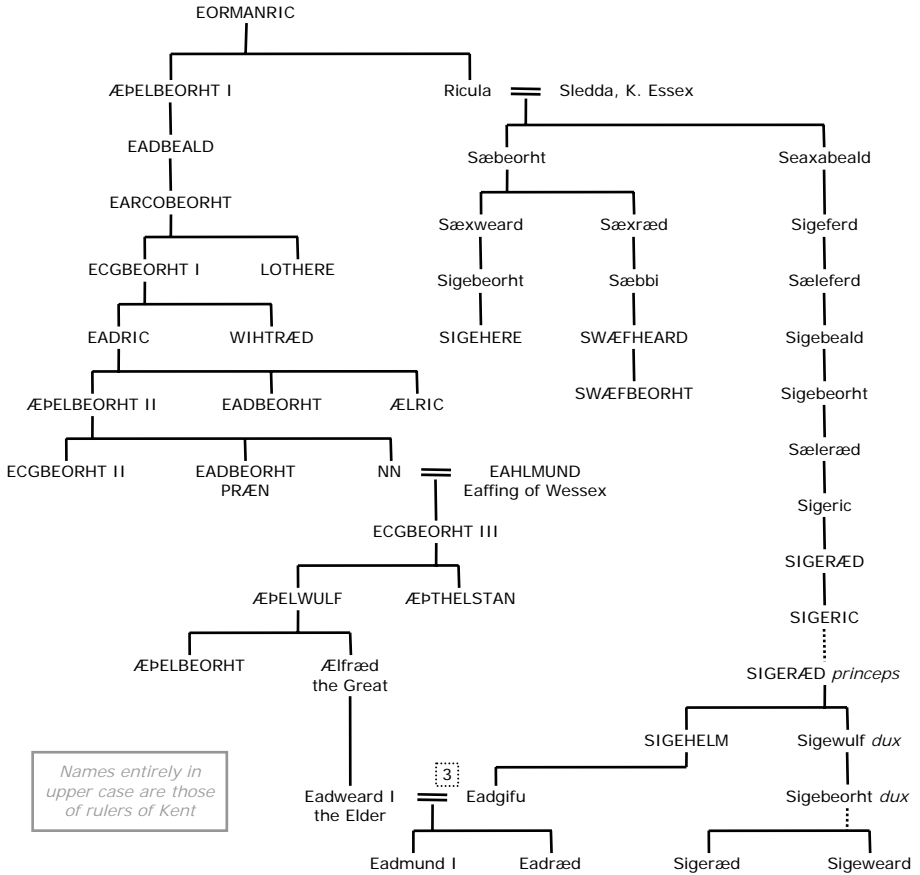 EORMANRIC
ÆÞELBEORHT I
Ricula
Sledda, K. Essex
EADBEALD
Sæbeorht
Seaxabeald
EARCOBEORHT
Sæxweard
Sæxræd
Sigeferd
ECGBEORHT I
LOTHERE
Sigebeorht
Sæbbi
Sæleferd
EADRIC
WIHTRÆD
SIGEHERE
SWÆFHEARD
Sigebeald
ÆÞELBEORHT II
EADBEORHT
ÆLRIC
SWÆFBEORHT
Sigebeorht
ECGBEORHT II
EADBEORHT
PRÆN
NN
EAHLMUND
Eaffing of Wessex
Sæleræd
Sigeric
ECGBEORHT III
SIGERÆD
ÆÞELWULF
ÆÞTHELSTAN
SIGERIC
ÆÞELBEORHT
Ælfræd
the Great
SIGERÆD princeps
SIGEHELM
Sigewulf dux
Names entirely in
upper case are those
of rulers of Kent
3
Eadweard I
the Elder
Eadgifu
Sigebeorht dux
Eadmund I
Eadræd
Sigeræd
Sigeweard